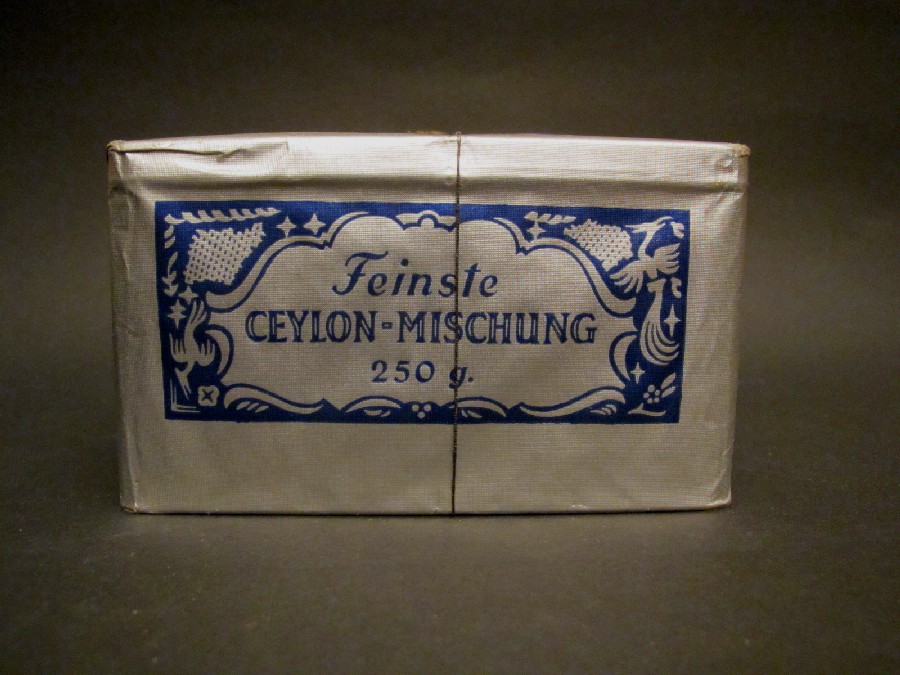 Feinste
CEYLON-MISCHUNG
250 g.